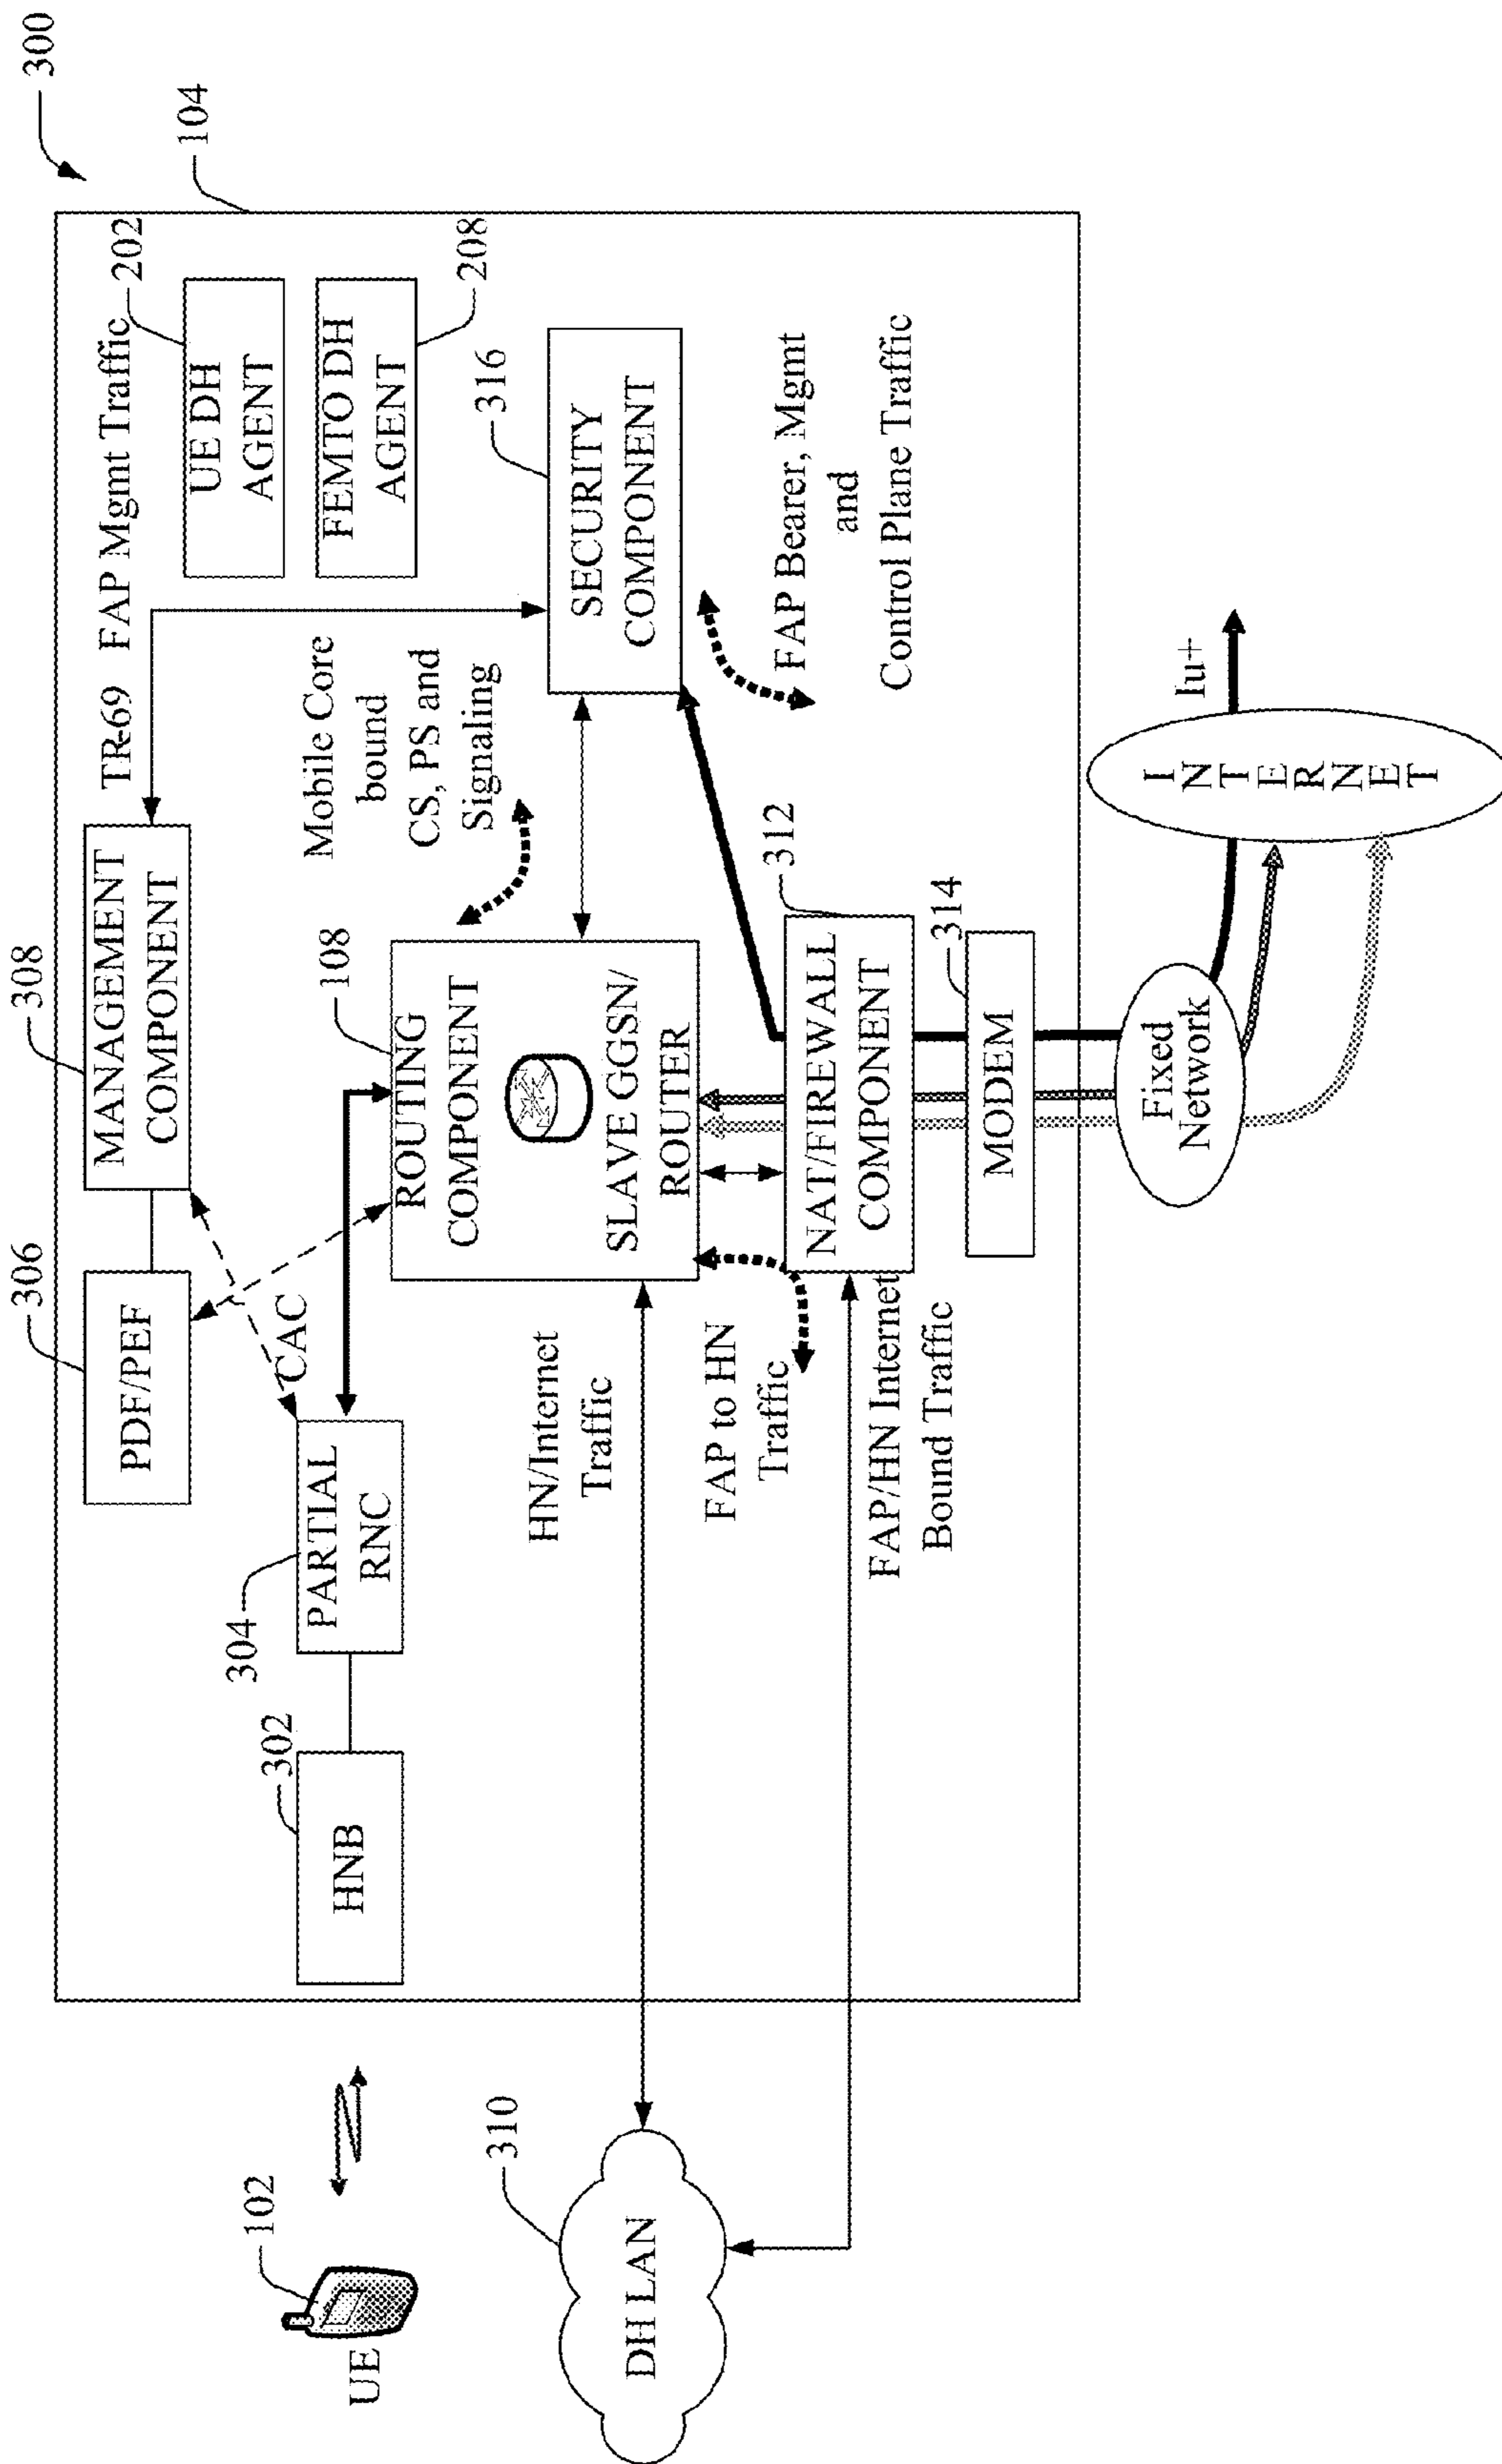 300
104
306
308
TR-69 FAP Mgmt Traffic
202
PDF/PEF
MANAGEMENT
COMPONENT
UE DH
AGENT
208
FEMTO DH
AGENT
CAC
302
304
HNB
PARTIAL
RNC
108
ROUTING
COMPONENT
SLAVE GGSN/
ROUTER
Mobile Core
bound
CS, PS and
Signaling
316
SECURITY
COMPONENT
102
UE
310
DH LAN
HN/Internet
Traffic
FAP to HN
Traffic
FAP/HN Internet
Bound Traffic
312
NAT/FIREWALL
COMPONENT
FAP Bearer, Mgmt
and
Control Plane Traffic
314
MODEM
Fixed
Network
INTERNET
Iu+